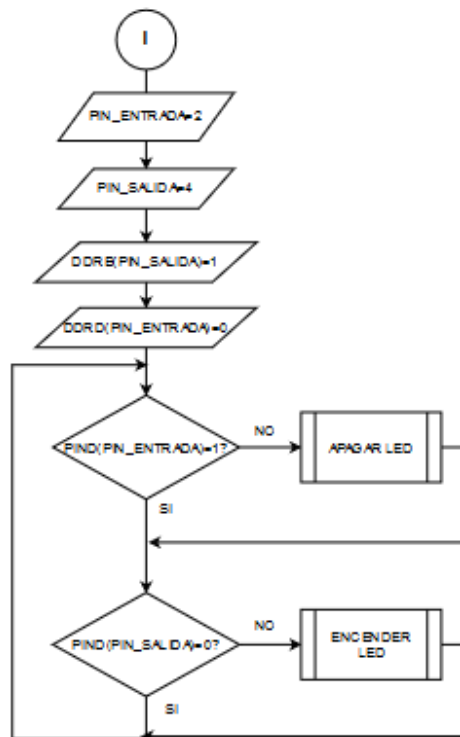 I
PIN_ENTRADA=2
PIN_SALIDA=4
DDRB(PIN_SALIDA)=1
DDRD(PIN_ENTRADA)=0
PIND(PIN_ENTRADA)=1?
NO
APAGAR LED
SI
PIND(PIN_SALIDA)=0?
NO
ENCENDER
LED
SI